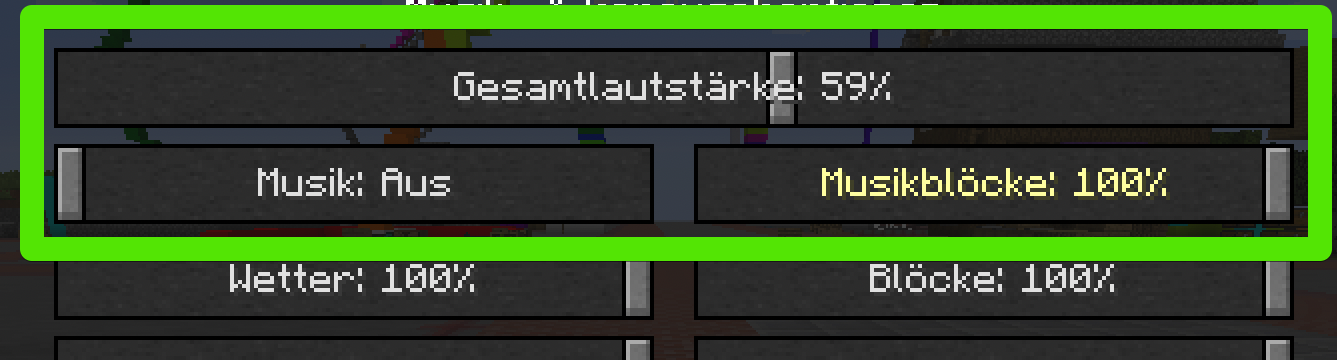 Gesamtlautstärke: 59%
Musik: Aus
Musikblöcke: 100%
Wetter: 100%
Blöcke: 100%